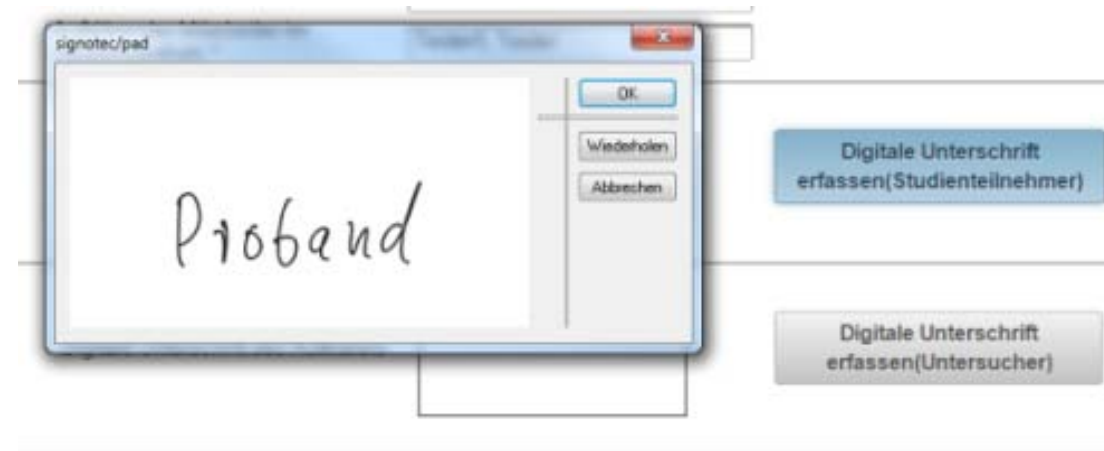 signotec/pad
OK
Wiederholen
Abbrechen
Proband
Digitale Unterschrift
erfassen(Studienteilnehmer)
Digitale Unterschrift
erfassen(Untersucher)